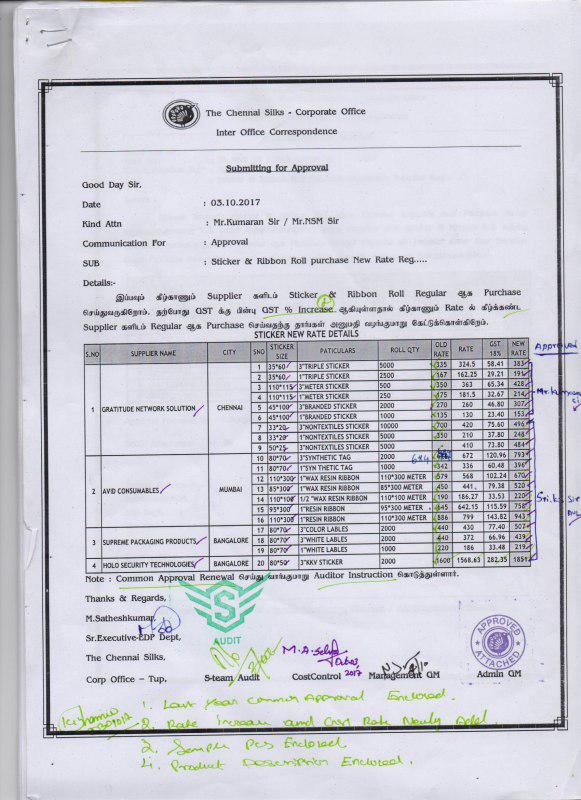 The Chennai Silks - Corporate Office
Inter Office Correspondence
Submitting for Approval
Good Day Sir,
Date : 03.10.2017
Kind Attn : Mr.Kumaran Sir / Mr.NSM Sir
Communication For : Approval
SUB : Sticker & Ribbon Roll purchase New Rate Reg.....
Details:-
இப்பவும் கீழ்காணும் Supplier களிடம் Sticker & Ribbon Roll Regular ஆக Purchase
செய்துவருகிறோம். தற்போது GST க்கு பின்பு GST % Increase ஆகியுள்ளதால் கீழ்காணும் Rate ல் கீழ்க்கண்ட
Supplier களிடம் Regular ஆக Purchase செய்வதற்கு தாங்கள் அனுமதி வழங்குமாறு கேட்டுக்கொள்கிறேம்.
STICKER NEW RATE DETAILS
S.NO SUPPLIER NAME CITY SNO STICKER SIZE PATICULARS ROLL QTY OLD RATE RATE GST 18% NEW RATE
Approved
1 GRATITUDE NETWORK SOLUTION CHENNAI
1 35*60 3"TRIPLE STICKER 5000 335 324.5 58.41 383
2 35*60 1"TRIPLE STICKER 2500 167 162.25 29.21 191
3 110*115 3"METER STICKER 500 350 363 65.34 428
4 110*115 1"METER STICKER 250 175 181.5 32.67 214
5 45*100 3"BRANDED STICKER 2000 270 260 46.80 307
6 45*100 1"BRANDED STICKER 1000 135 130 23.40 153
7 33*20 3"NONTEXTILES STICKER 10000 700 420 75.60 496
8 33*20 1"NONTEXTILES STICKER 5000 350 210 37.80 248
9 50*25 3"NONTEXTILES STICKER 5000 410 73.80 484
2 AVID CONSUMABLES MUMBAI
10 80*70 3"SYNTHETIC TAG 2000 684 672 120.96 793
11 80*70 1"SYN THETIC TAG 1000 342 336 60.48 396
12 110*300 1"WAX RESIN RIBBON 110*300 METER 579 568 102.24 670
13 85*300 1"WAX RESIN RIBBON 85*300 METER 450 441 79.38 520
14 110*100 1/2 "WAX RESIN RIBBON 110*100 METER 190 186.27 33.53 220
15 95*300 1"RESIN RIBBON 95*300 METER 645 642.15 115.59 758
16 110*300 1"RESIN RIBBON 110*300 METER 886 799 143.82 943
3 SUPREME PACKAGING PRODUCTS BANGALORE
17 80*70 3"COLOR LABLES 2000 440 430 77.40 507
18 80*70 3"WHITE LABLES 2000 440 372 66.96 439
19 80*70 1"WHITE LABLES 1000 220 186 33.48 219
4 HOLO SECURITY TECHNOLOGIES BANGALORE 20 80*50 3"KKV STICKER 2000 1600 1568.63 282.35 1851
Note : Common Approval Renewal செய்து வாங்குமாறு Auditor Instruction கொடுத்துள்ளார்.
Thanks & Regards,
M.Satheshkumar,
Sr.Executive-EDP Dept,
The Chennai Silks,
Corp Office - Tup,
AUDIT
S-team Audit CostControl 2017 Management GM Admin GM
APPROVED
ATTACHED
1. Last Year Common Approval Enclosed.
2. Rate Increase and Rate Newly Add.
3. Sample Pcs Enclosed
4. Product Description Enclosed.